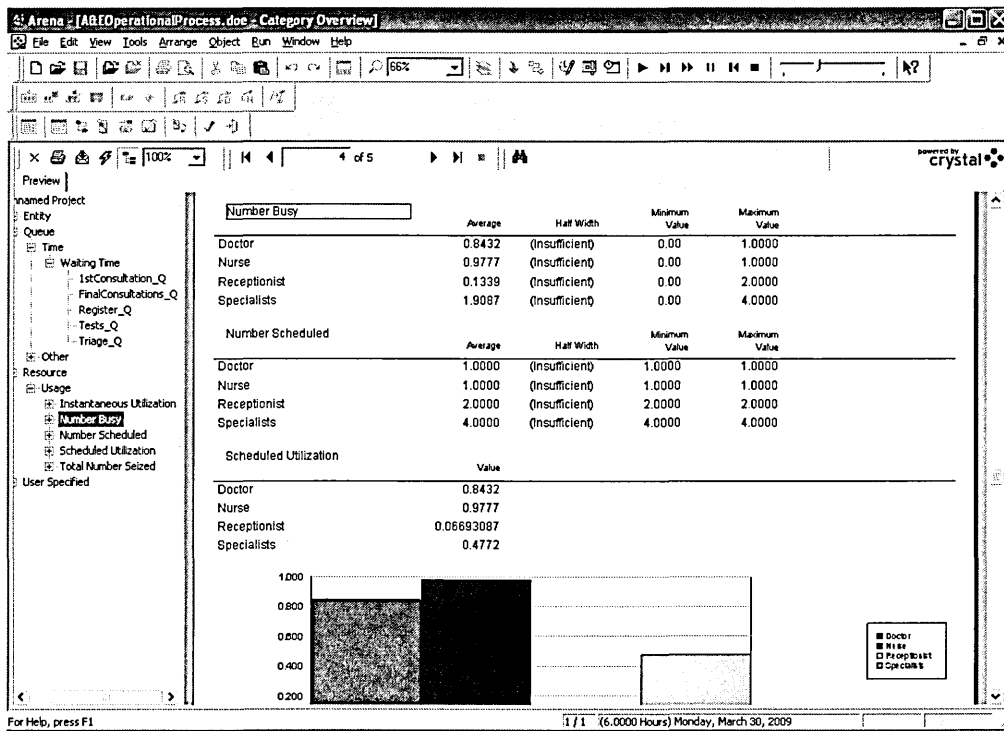 Arena - [A&EOperationalProcess.doe - Category Overview]
File Edit View Tools Arrange Object Run Window Help
66%
100% 4 of 5
powered by
crystal
Preview
nnamed Project
Entity
Queue
Time
Waiting Time
1stConsultation_Q
FinalConsultations_Q
Register_Q
Tests_Q
Triage_Q
Other
Resource
Usage
Instantaneous Utilization
Number Busy
Number Scheduled
Scheduled Utilization
Total Number Seized
User Specified
Number Busy Average Half Width Minimum Value Maximum Value
Doctor 0.8432 (Insufficient) 0.00 1.0000
Nurse 0.9777 (Insufficient) 0.00 1.0000
Receptionist 0.1339 (Insufficient) 0.00 2.0000
Specialists 1.9087 (Insufficient) 0.00 4.0000
Number Scheduled Average Half Width Minimum Value Maximum Value
Doctor 1.0000 (Insufficient) 1.0000 1.0000
Nurse 1.0000 (Insufficient) 1.0000 1.0000
Receptionist 2.0000 (Insufficient) 2.0000 2.0000
Specialists 4.0000 (Insufficient) 4.0000 4.0000
Scheduled Utilization Value
Doctor 0.8432
Nurse 0.9777
Receptionist 0.06693087
Specialists 0.4772
1.000
0.800
0.600
0.400
0.200
Doctor
Nurse
Receptionist
Specialists
For Help, press F1 1 / 1 (6.0000 Hours) Monday, March 30, 2009